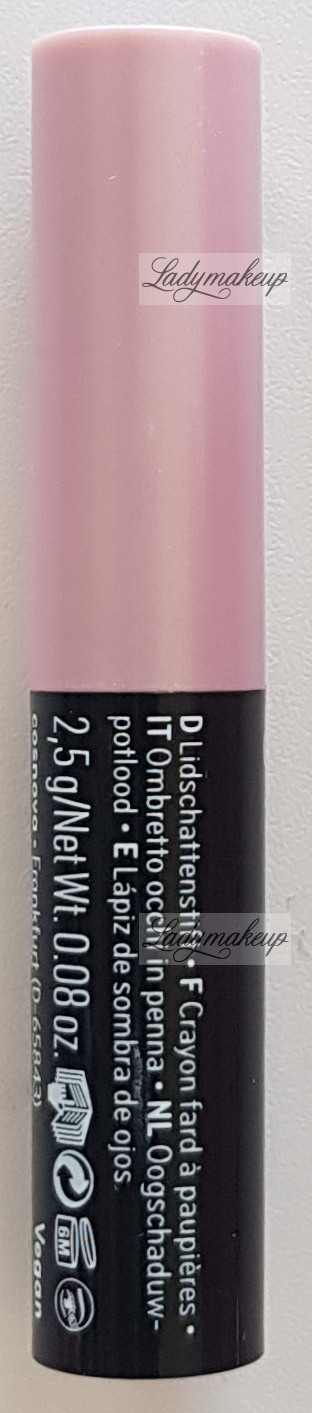 Ladymakeup
D Lidschattenstift • F Crayon fard à paupières •
IT Ombretto occhi in penna • NL Oogschaduw-
potlood • E Lápiz de sombra de ojos
2,5 g/Net Wt. 0.08 oz.
6M
cosnova - Frankfurt (D-65843)
Vegan
Ladymakeup